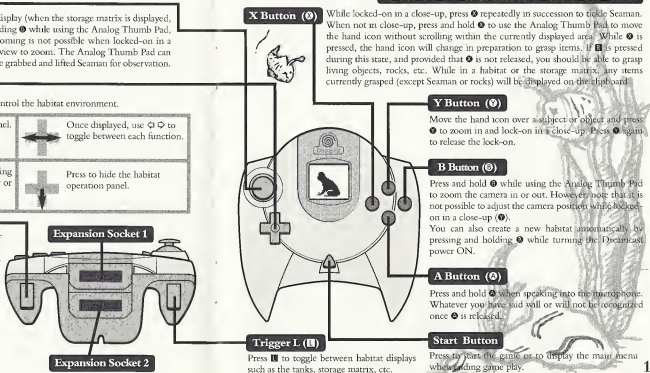 isplay (when the storage matrix is displayed,
ding Ⓑ while using the Analog Thumb Pad,
oming is not possible when locked-on in a
view to zoom. The Analog Thumb Pad can
e grabbed and lifted Seaman for observation.
ntrol the habitat environment.
nel.
Once displayed, use ⇦ ⇨ to
toggle between each function.
ing
or
Press to hide the habitat
operation panel.
Expansion Socket 1
Expansion Socket 2
X Button (Ⓧ)
While locked-on in a close-up, press Ⓧ repeatedly in succession to tickle Seaman.
When not in close-up, press and hold Ⓧ to use the Analog Thumb Pad to move
the hand icon without scrolling within the currently displayed area. While Ⓧ is
pressed, the hand icon will change in preparation to grasp items, if 🆁 is pressed
during this state, and provided that Ⓧ is not released, you should be able to grasp
living objects, rocks, etc. While in a habitat or the storage matrix, any items
currently grasped (except Seaman or rocks) will be displayed on the clipboard.
Y Button (Ⓨ)
Move the hand icon over a subject or object and press
Ⓨ to zoom in and lock-on in a close-up. Press Ⓨ again
to release the lock-on.
B Button (Ⓑ)
Press and hold Ⓑ while using the Analog Thumb Pad
to zoom the camera in or out. However, note that it is
not possible to adjust the camera position while locked-
on in a close-up (Ⓨ).
You can also create a new habitat automatically by
pressing and holding Ⓑ while turning the Dreamcast
power ON.
A Button (Ⓐ)
Press and hold Ⓐ when speaking into the microphone.
Whatever you have said will or will not be recognized
once Ⓐ is released.
Start Button
Press to start the game or to display the main menu
when ending game play.
Trigger L (🅻)
Press 🅻 to toggle between habitat displays
such as the tanks, storage matrix, etc.
1